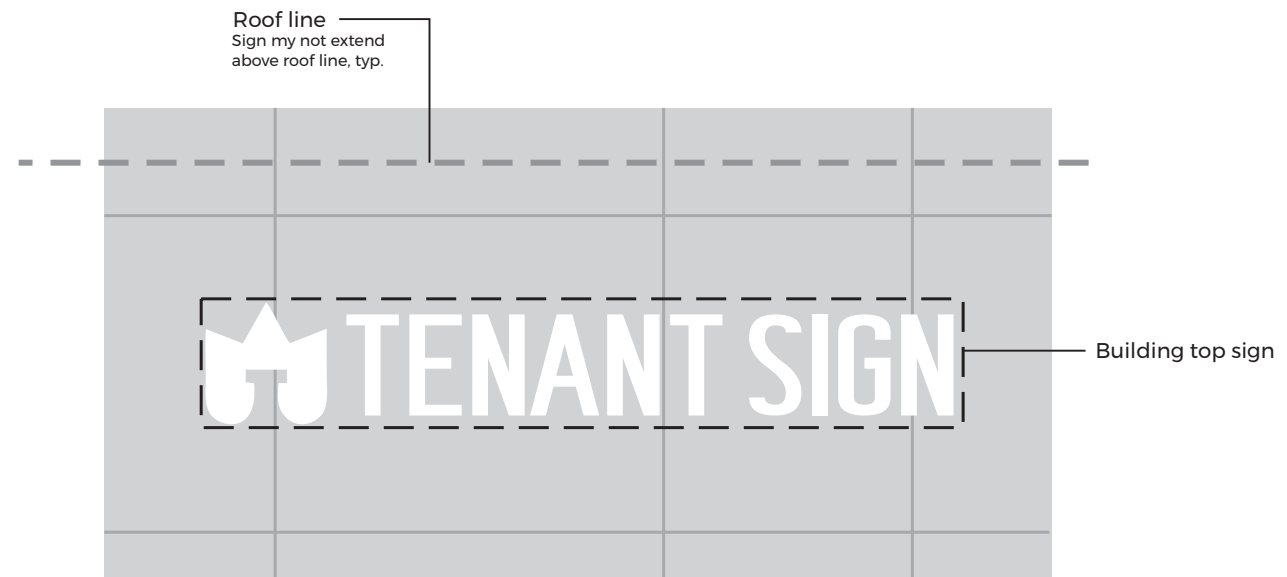 Roof line
Sign my not extend
above roof line, typ.
TENANT SIGN
Building top sign